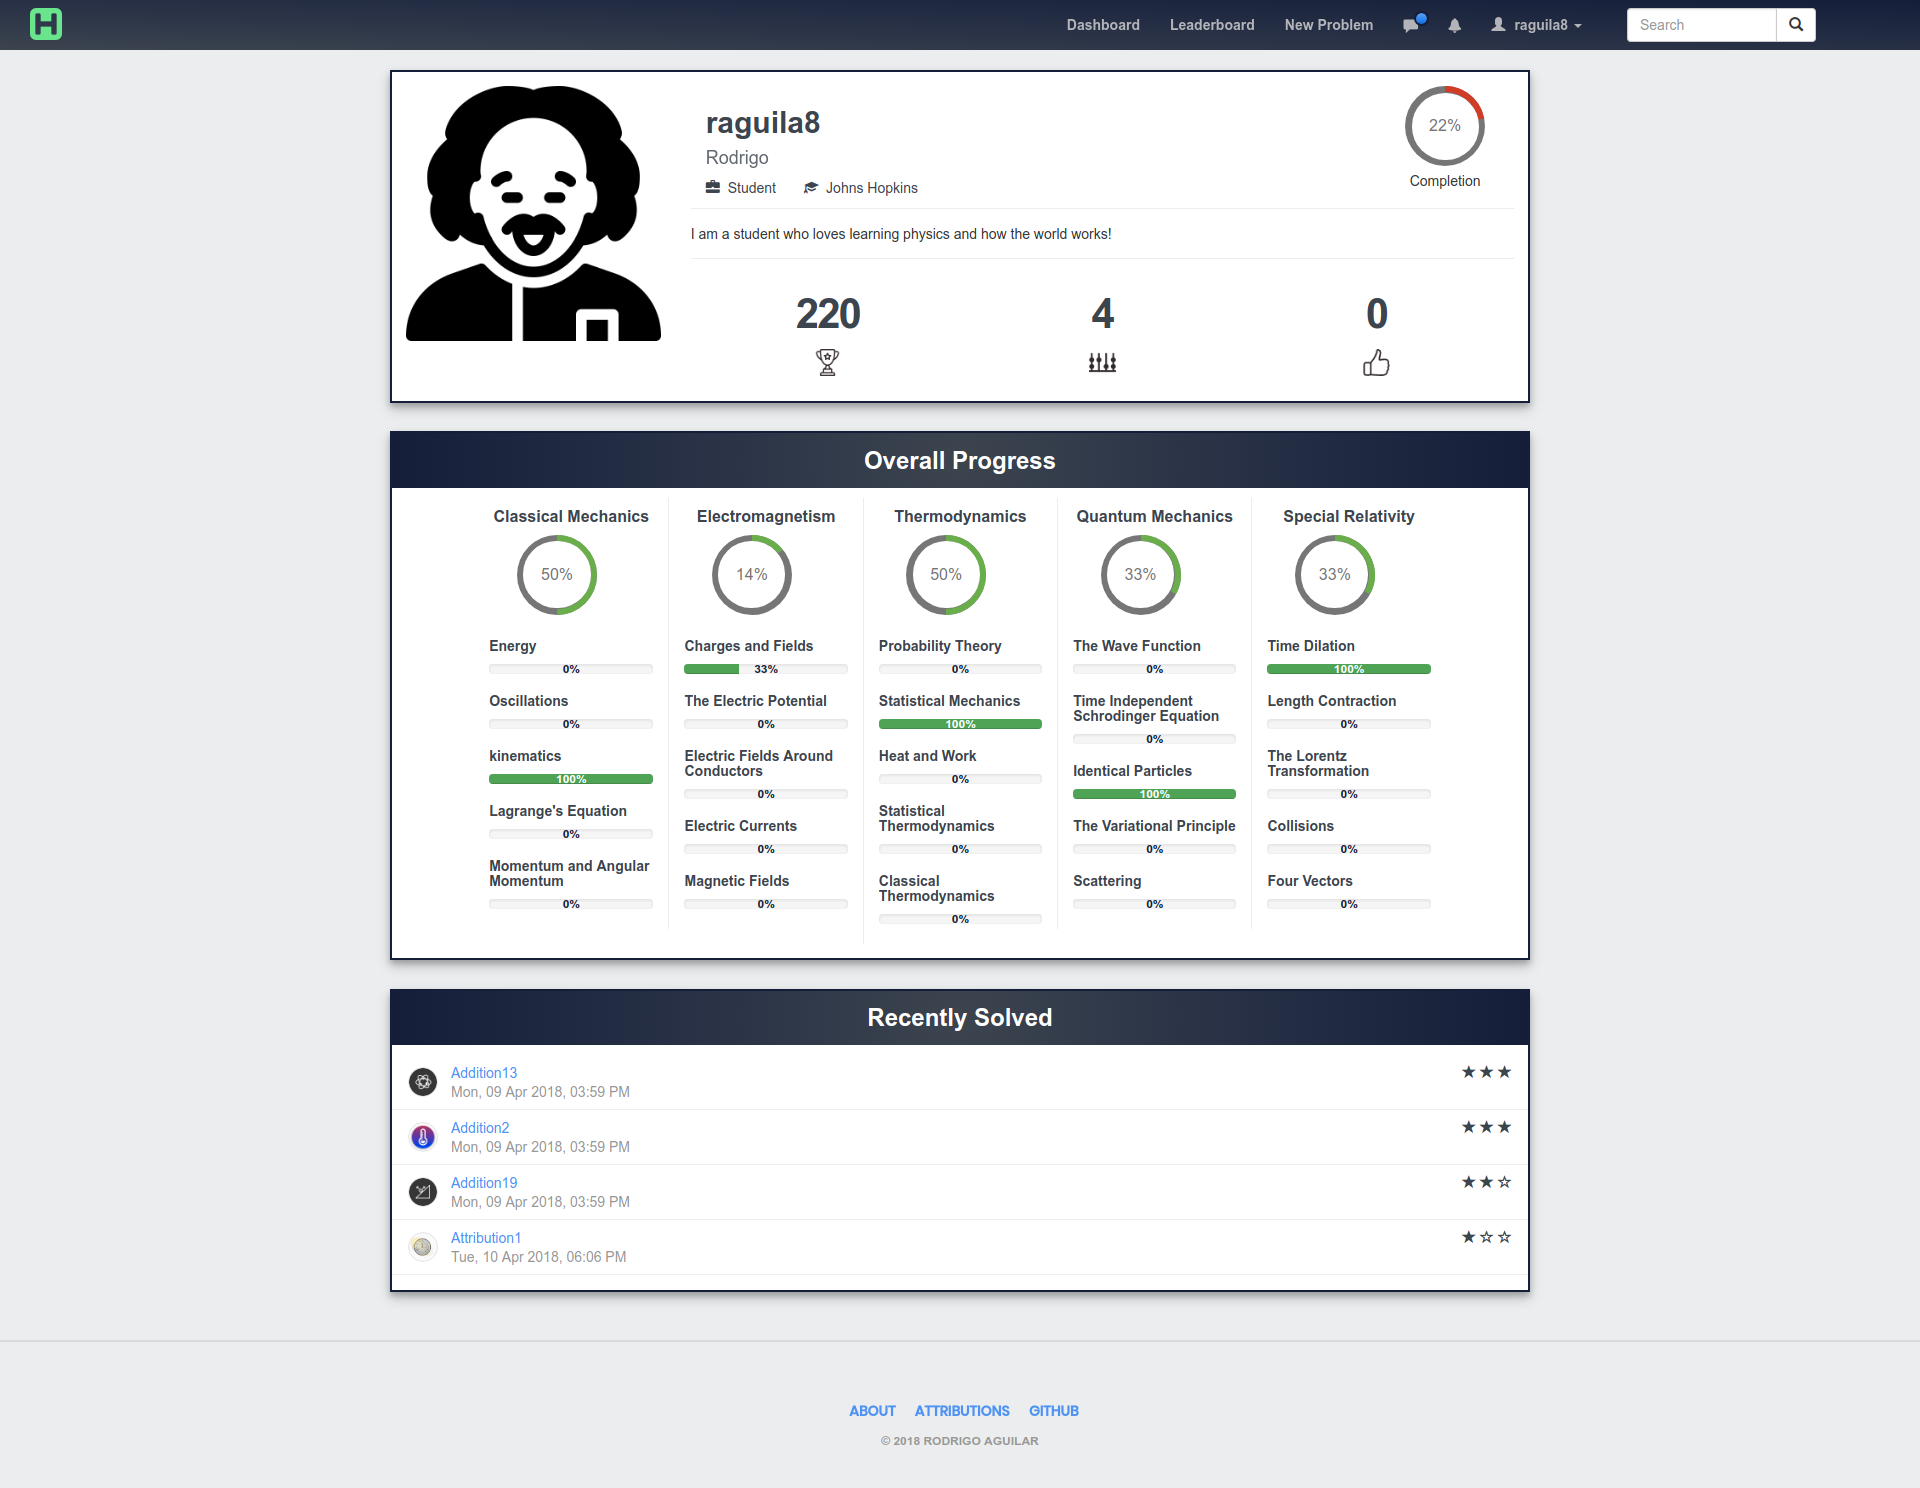 H
Dashboard Leaderboard New Problem raguila8 Search
raguila8
Rodrigo
Student Johns Hopkins
22%
Completion
I am a student who loves learning physics and how the world works!
220 4 0
Overall Progress
Classical Mechanics
50%
Energy
0%
Oscillations
0%
kinematics
100%
Lagrange's Equation
0%
Momentum and Angular
Momentum
0%
Electromagnetism
14%
Charges and Fields
33%
The Electric Potential
0%
Electric Fields Around
Conductors
0%
Electric Currents
0%
Magnetic Fields
0%
Thermodynamics
50%
Probability Theory
0%
Statistical Mechanics
100%
Heat and Work
0%
Statistical
Thermodynamics
0%
Classical
Thermodynamics
0%
Quantum Mechanics
33%
The Wave Function
0%
Time Independent
Schrodinger Equation
0%
Identical Particles
100%
The Variational Principle
0%
Scattering
0%
Special Relativity
33%
Time Dilation
100%
Length Contraction
0%
The Lorentz
Transformation
0%
Collisions
0%
Four Vectors
0%
Recently Solved
Addition13
Mon, 09 Apr 2018, 03:59 PM
Addition2
Mon, 09 Apr 2018, 03:59 PM
Addition19
Mon, 09 Apr 2018, 03:59 PM
Attribution1
Tue, 10 Apr 2018, 06:06 PM
ABOUT ATTRIBUTIONS GITHUB
© 2018 RODRIGO AGUILAR